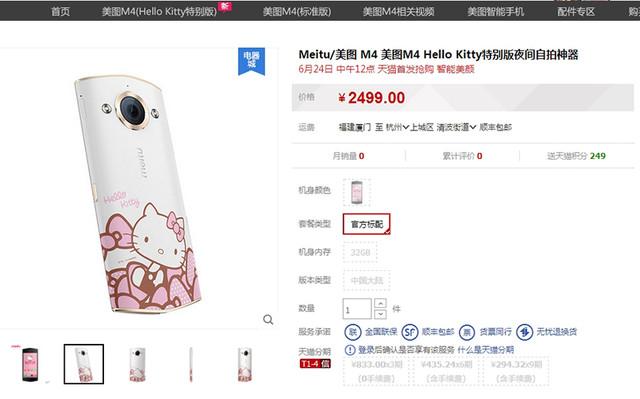 首页 美图M4(Hello Kitty特别版) 新 美图M4(标准版) 美图M4相关视频 美图智能手机 配件专区 购
电器城
Meitu/美图 M4 美图M4 Hello Kitty特别版夜间自拍神器
6月24日 中午12点 天猫首发抢购 智能美颜
价格 ¥2499.00
运费 福建厦门 至 杭州 上城区 清波街道 顺丰包邮
月销量 0 累计评价 0 送天猫积分 249
机身颜色
套餐类型 官方标配
机身内存 32GB
版本类型 中国大陆
数量 1 件
服务承诺 联 全国联保 顺丰包邮 票 货票同行 无忧退换货
天猫分期 登录后确认是否享有该服务 什么是天猫分期
T1-4 信 ¥833.00x3期 ¥435.24x6期 ¥294.32x9期
(0手续费) (含手续费) (含手续费)
meitu
Hello Kitty